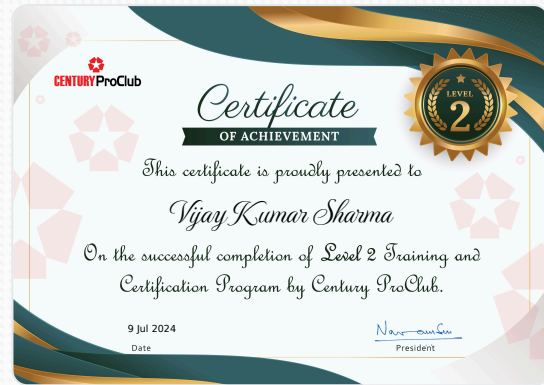 CENTURY ProClub
LEVEL
2
Certificate
OF ACHIEVEMENT
This certificate is proudly presented to
Vijay Kumar Sharma
On the successful completion of Level 2 Training and
Certification Program by Century ProClub.
9 Jul 2024
Date
President